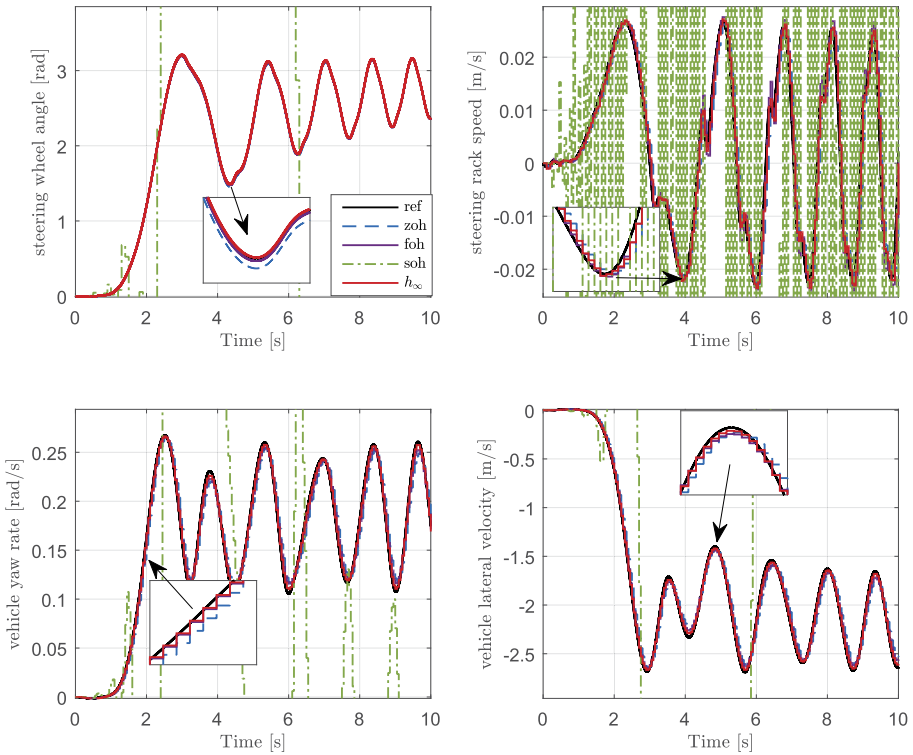 steering wheel angle [rad]
3
2
1
0
0 2 4 6 8 10
Time [s]
ref
zoh
foh
soh
h∞
steering rack speed [m/s]
0.02
0.01
0
-0.01
-0.02
0 2 4 6 8 10
Time [s]
vehicle yaw rate [rad/s]
0.25
0.2
0.15
0.1
0.05
0
0 2 4 6 8 10
Time [s]
vehicle lateral velocity [m/s]
0
-0.5
-1
-1.5
-2
-2.5
0 2 4 6 8 10
Time [s]